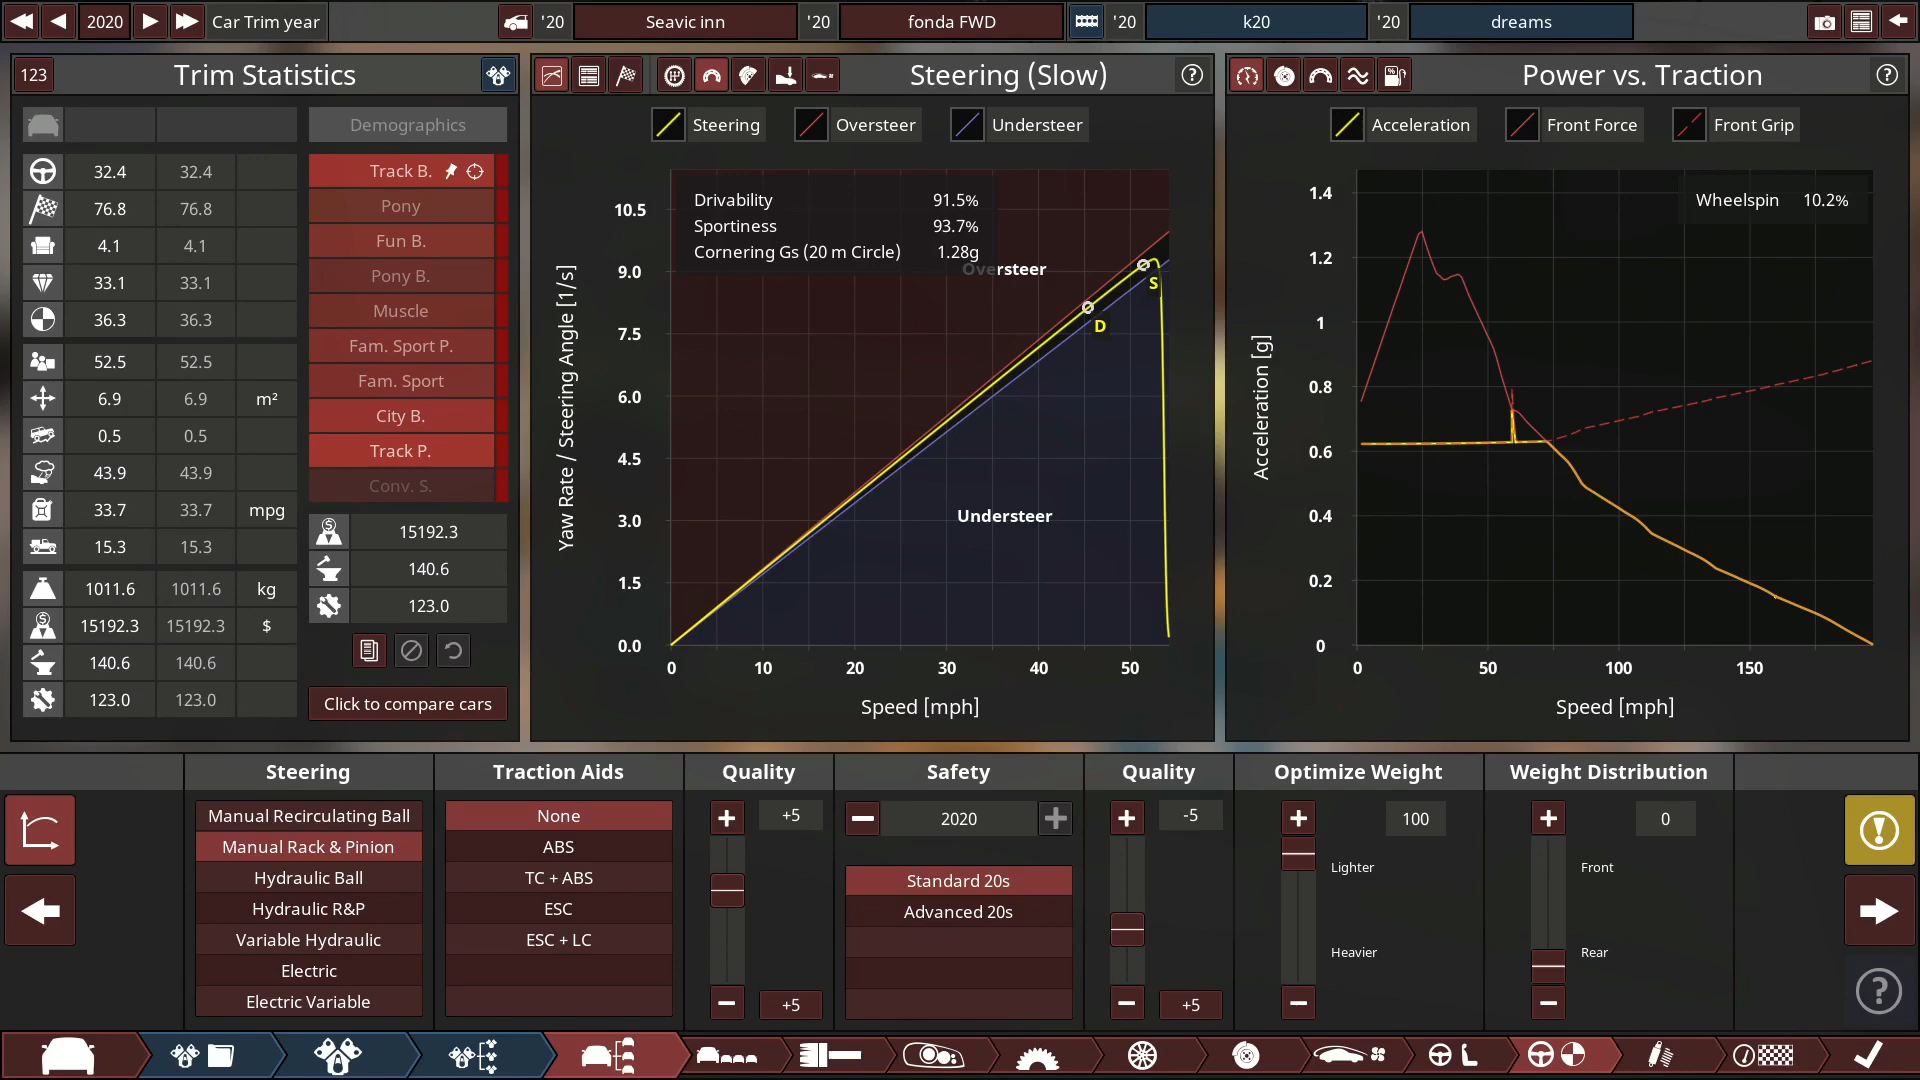 2020
Car Trim year
'20
Seavic inn
'20
fonda FWD
'20
k20
'20
dreams
123
Trim Statistics
32.4 32.4
76.8 76.8
4.1 4.1
33.1 33.1
36.3 36.3
52.5 52.5
6.9 6.9 m²
0.5 0.5
43.9 43.9
33.7 33.7 mpg
15.3 15.3
1011.6 1011.6 kg
15192.3 15192.3 $
140.6 140.6
123.0 123.0
Demographics
Track B.
Pony
Fun B.
Pony B.
Muscle
Fam. Sport P.
Fam. Sport
City B.
Track P.
Conv. S.
15192.3
140.6
123.0
Click to compare cars
Steering (Slow)
?
Steering
Oversteer
Understeer
Drivability 91.5%
Sportiness 93.7%
Cornering Gs (20 m Circle) 1.28g
Oversteer
S
D
Understeer
Yaw Rate / Steering Angle [1/s]
10.5
9.0
7.5
6.0
4.5
3.0
1.5
0.0
0 10 20 30 40 50
Speed [mph]
Power vs. Traction
?
Acceleration
Front Force
Front Grip
Wheelspin 10.2%
Acceleration [g]
1.4
1.2
1
0.8
0.6
0.4
0.2
0
0 50 100 150
Speed [mph]
Steering
Manual Recirculating Ball
Manual Rack & Pinion
Hydraulic Ball
Hydraulic R&P
Variable Hydraulic
Electric
Electric Variable
Traction Aids
None
ABS
TC + ABS
ESC
ESC + LC
Quality
+5
+5
Safety
2020
Standard 20s
Advanced 20s
Quality
-5
+5
Optimize Weight
100
Lighter
Heavier
Weight Distribution
0
Front
Rear
?